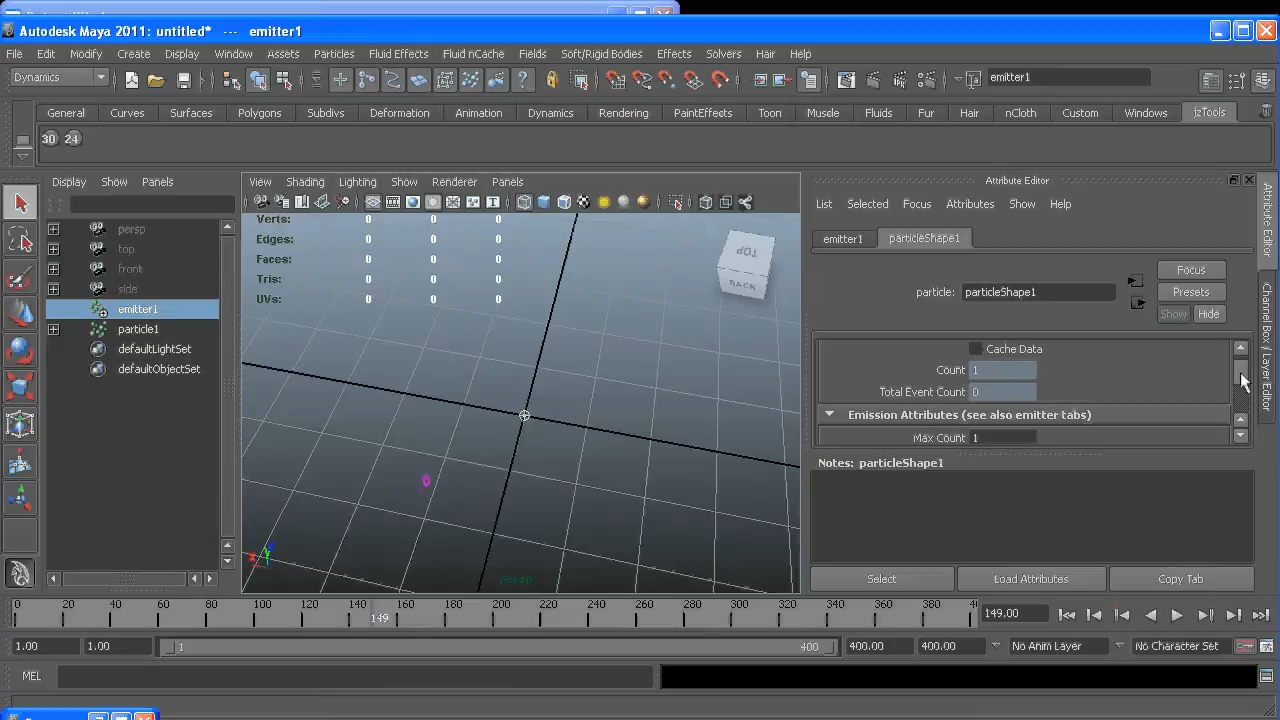 Autodesk Maya 2011: untitled* --- emitter1
File Edit Modify Create Display Window Assets Particles Fluid Effects Fluid nCache Fields Soft/Rigid Bodies Effects Solvers Hair Help
Dynamics emitter1
General Curves Surfaces Polygons Subdivs Deformation Animation Dynamics Rendering PaintEffects Toon Muscle Fluids Fur Hair nCloth Custom Windows jzTools
30 24
Display Show Panels
View Shading Lighting Show Renderer Panels
Attribute Editor
List Selected Focus Attributes Show Help
persp
top
front
side
emitter1
particle1
defaultLightSet
defaultObjectSet
Verts: 0 0 0
Edges: 0 0 0
Faces: 0 0 0
Tris: 0 0 0
UVs: 0 0 0
TOP
BACK
persp
emitter1 particleShape1
Focus
particle: particleShape1 Presets
Show Hide
Cache Data
Count 1
Total Event Count 0
Emission Attributes (see also emitter tabs)
Max Count 1
Notes: particleShape1
Select Load Attributes Copy Tab
Attribute Editor
Channel Box / Layer Editor
0 20 40 60 80 100 120 140 149 160 180 200 220 240 260 280 300 320 340 360 380 4 149.00
1.00 1.00 1 400 400.00 400.00 No Anim Layer No Character Set
MEL